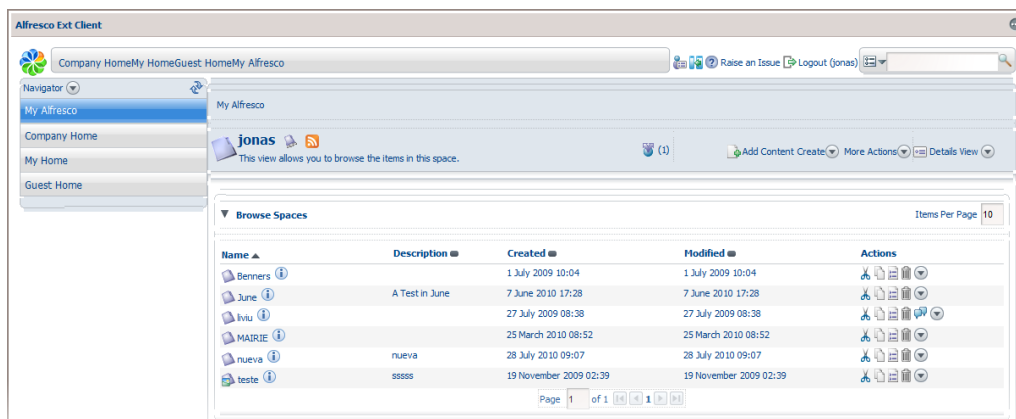 Alfresco Ext Client
Company HomeMy HomeGuest HomeMy Alfresco
Raise an Issue Logout (jonas)
Navigator
My Alfresco
Company Home
My Home
Guest Home
My Alfresco
jonas
This view allows you to browse the items in this space.
(1)
Add Content Create More Actions Details View
Browse Spaces Items Per Page 10
Name Description Created Modified Actions
Benners 1 July 2009 10:04 1 July 2009 10:04
June A Test in June 7 June 2010 17:28 7 June 2010 17:28
liviu 27 July 2009 08:38 27 July 2009 08:38
MAIRIE 25 March 2010 08:52 25 March 2010 08:52
nueva nueva 28 July 2010 09:07 28 July 2010 09:07
teste sssss 19 November 2009 02:39 19 November 2009 02:39
Page 1 of 1 1